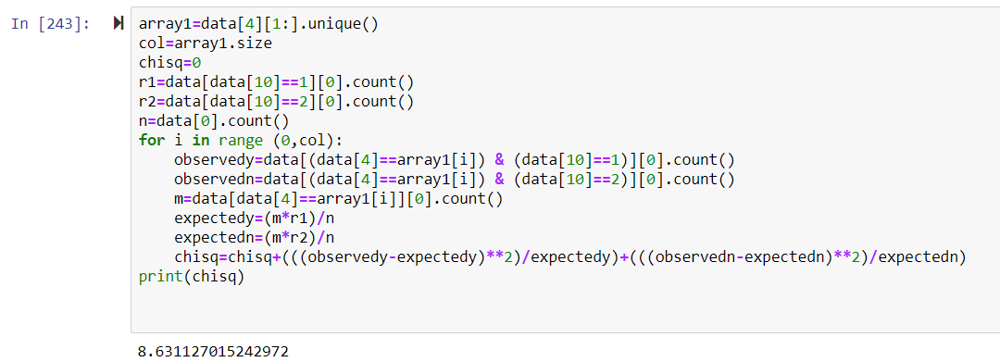 In [243]:
array1=data[4][1:].unique()
col=array1.size
chisq=0
r1=data[data[10]==1][0].count()
r2=data[data[10]==2][0].count()
n=data[0].count()
for i in range (0,col):
    observedy=data[(data[4]==array1[i]) & (data[10]==1)][0].count()
    observedn=data[(data[4]==array1[i]) & (data[10]==2)][0].count()
    m=data[data[4]==array1[i]][0].count()
    expectedy=(m*r1)/n
    expectedn=(m*r2)/n
    chisq=chisq+(((observedy-expectedy)**2)/expectedy)+(((observedn-expectedn)**2)/expectedn)
print(chisq)
8.631127015242972